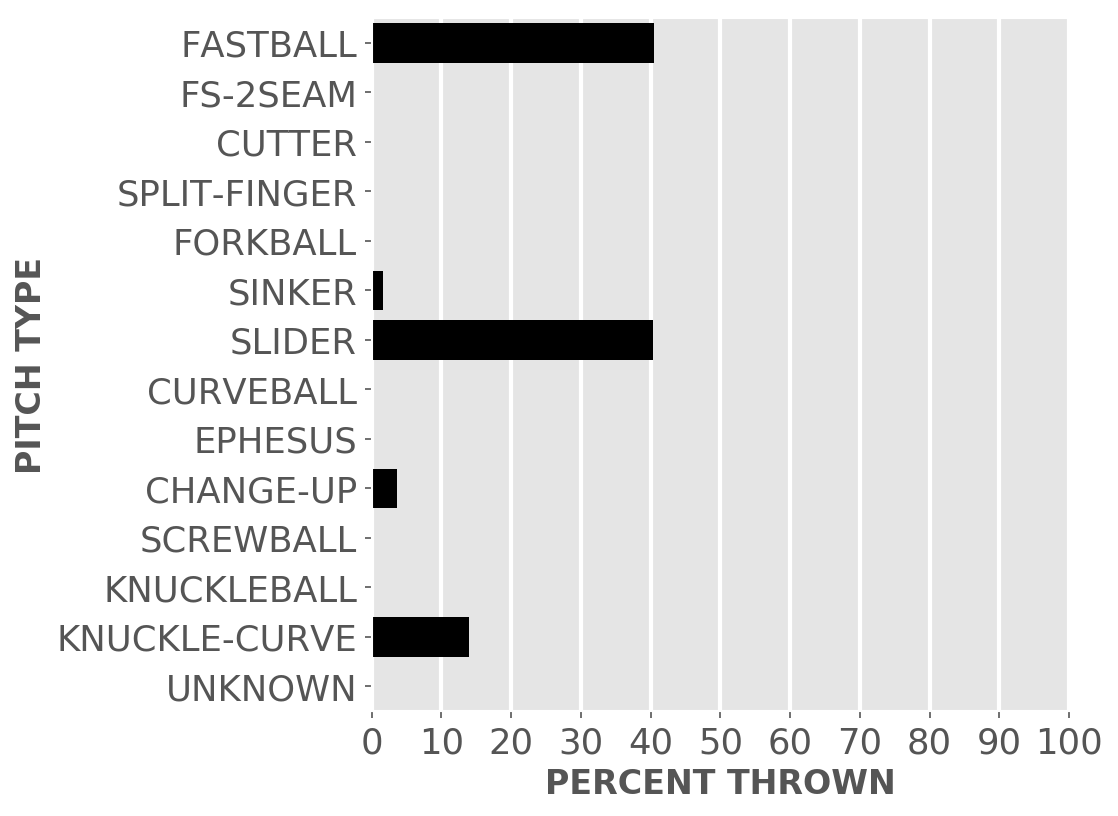 FASTBALL
FS-2SEAM
CUTTER
SPLIT-FINGER
FORKBALL
SINKER
SLIDER
CURVEBALL
EPHESUS
CHANGE-UP
SCREWBALL
KNUCKLEBALL
KNUCKLE-CURVE
UNKNOWN
PITCH TYPE
0 10 20 30 40 50 60 70 80 90 100
PERCENT THROWN